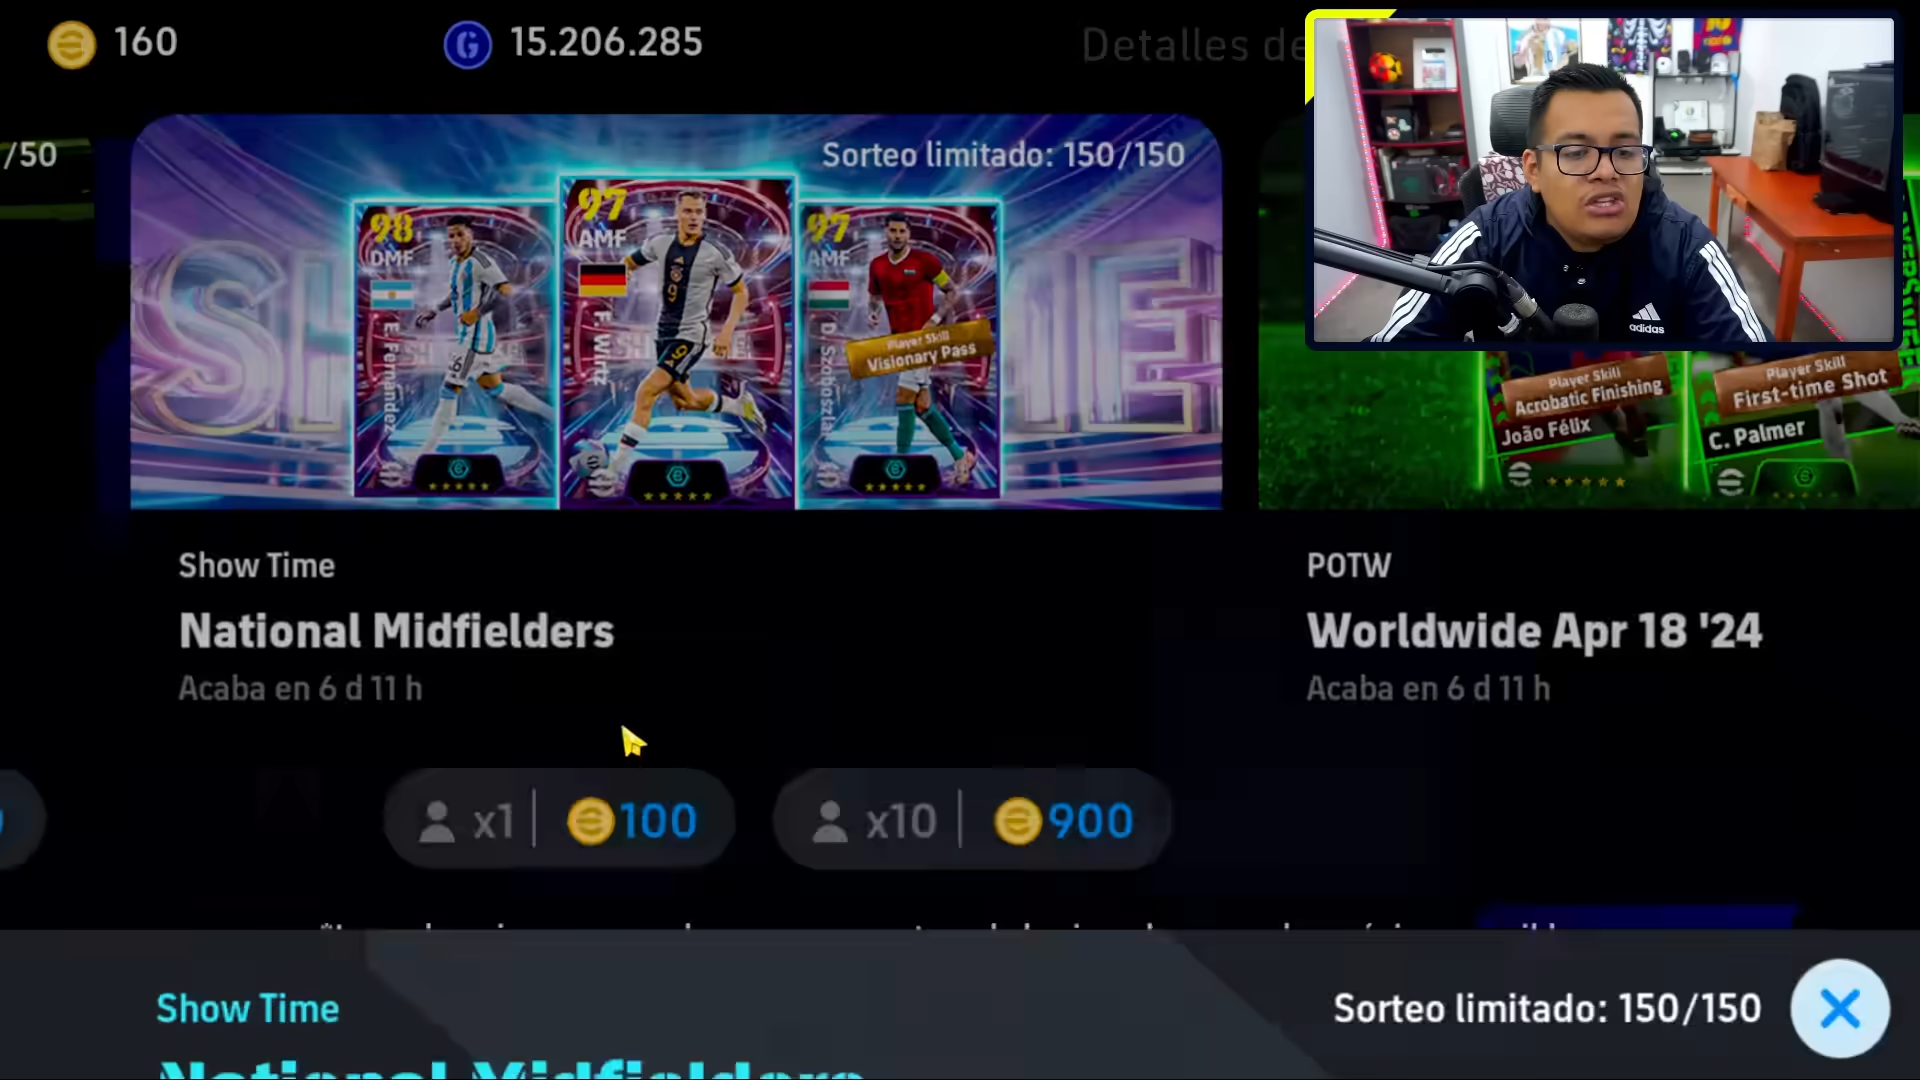 160
15.206.285
Detalles de
/50
Sorteo limitado: 150/150
98
DMF
E. Fernandez
97
AMF
F. Wirtz
97
AMF
D. Szoboszlai
Player Skill
Visionary Pass
Player Skill
Acrobatic Finishing
João Félix
Player Skill
First-time Shot
C. Palmer
adidas
Show Time
National Midfielders
Acaba en 6 d 11 h
POTW
Worldwide Apr 18 '24
Acaba en 6 d 11 h
x1 | 100
x10 | 900
Show Time
Sorteo limitado: 150/150
National Midfielders